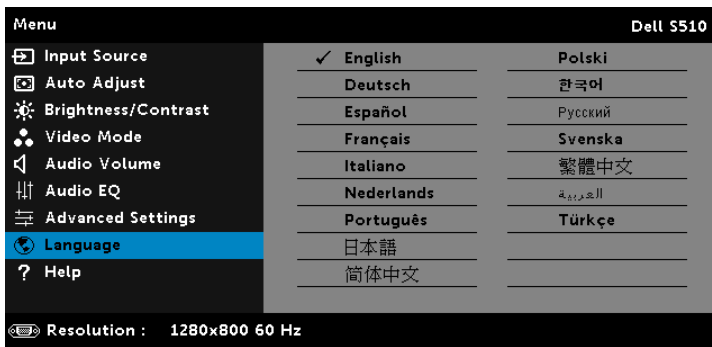 Menu
Dell S510
Input Source
Auto Adjust
Brightness/Contrast
Video Mode
Audio Volume
Audio EQ
Advanced Settings
Language
? Help
✓ English
Deutsch
Español
Français
Italiano
Nederlands
Português
日本語
简体中文
Polski
한국어
Русский
Svenska
繁體中文
العربية
Türkçe
Resolution : 1280x800 60 Hz